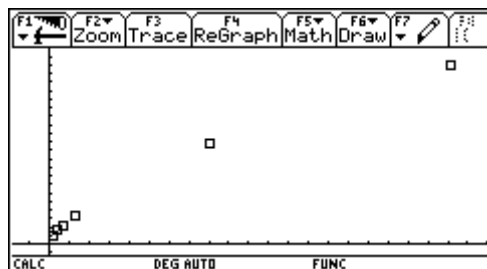 F1 F2 F3 F4 F5 F6 F7
Zoom Trace ReGraph Math Draw
CALC DEG AUTO FUNC